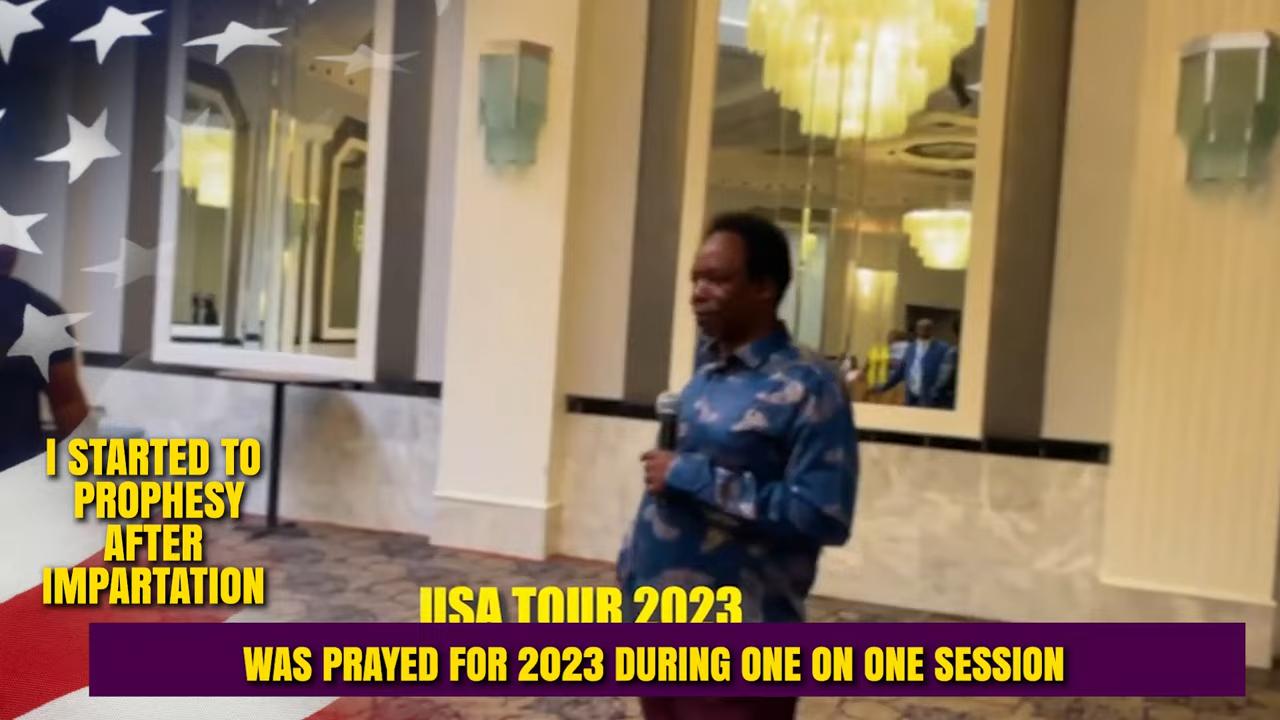 I STARTED TO
PROPHESY
AFTER
IMPARTATION
USA TOUR 2023
WAS PRAYED FOR 2023 DURING ONE ON ONE SESSION